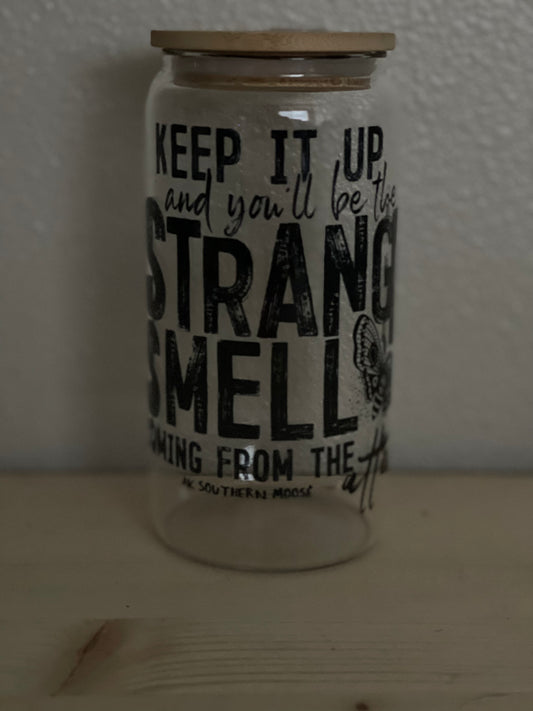 KEEP IT UP
and you'll be the
STRANG
SMELL
OMING FROM THE
att
AK SOUTHERN MOOSE